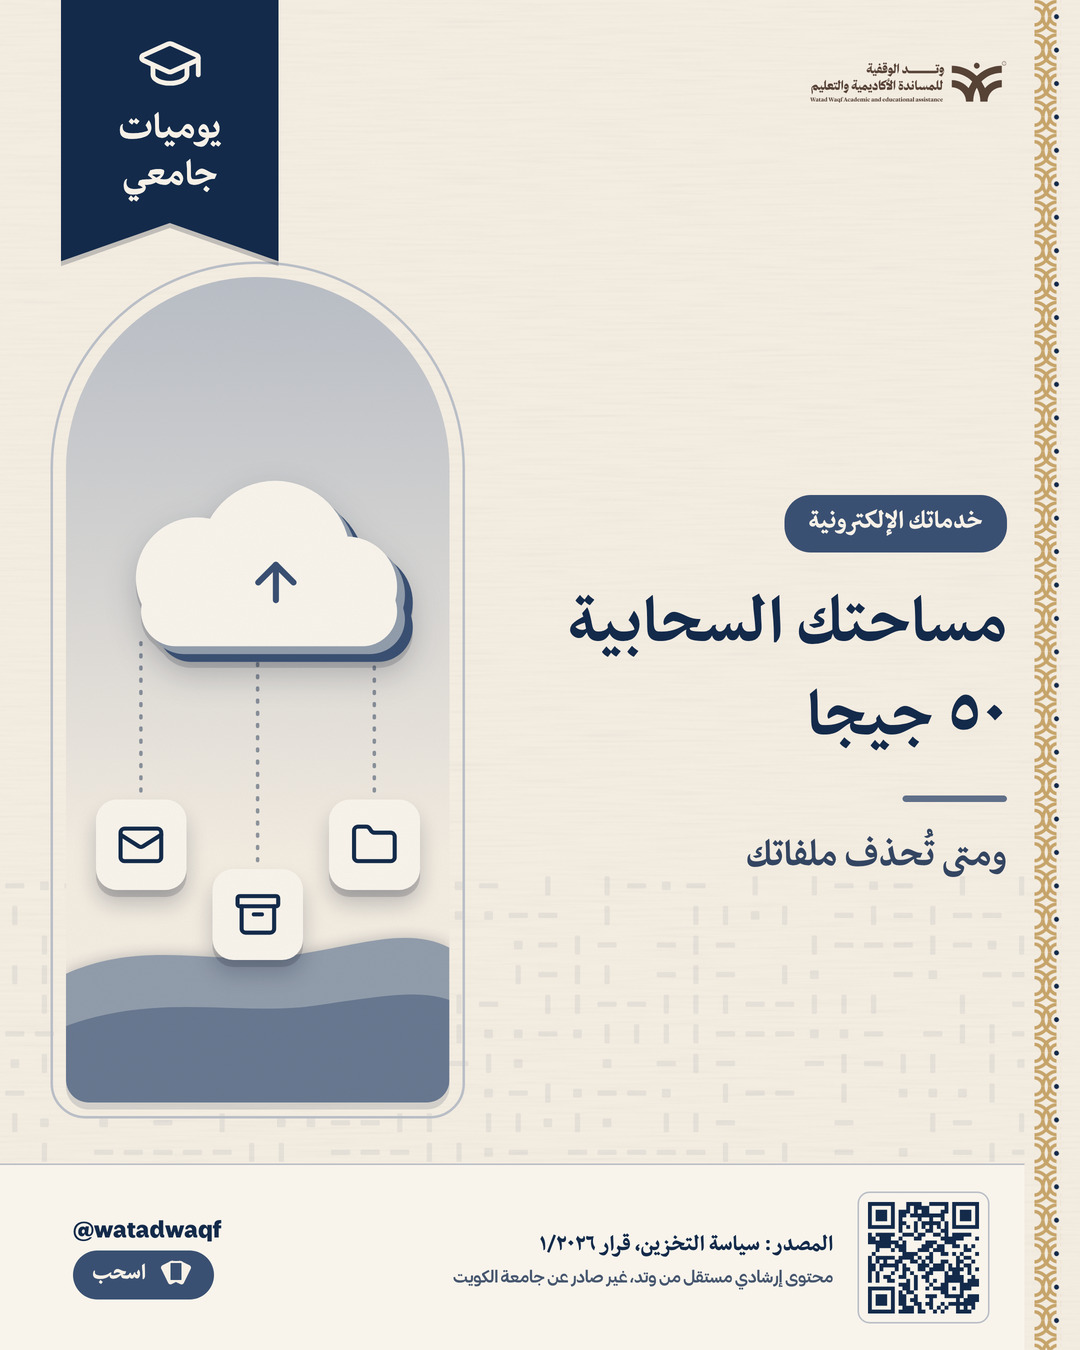 وتــــد الوقفية
للمساندة الأكاديمية والتعليم
Watad Waqf Academic and educational assistance
يوميات
جامعي
خدماتك الإلكترونية
مساحتك السحابية
٥٠ جيجا
ومتى تُحذف ملفاتك
المصدر: سياسة التخزين، قرار ١/٢٠٢٦
محتوى إرشادي مستقل من وتد، غير صادر عن جامعة الكويت
@watadwaqf
اسحب